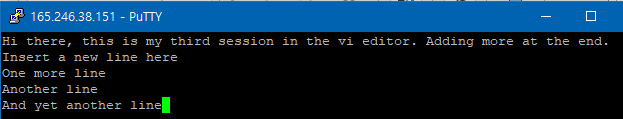 165.246.38.151 - PuTTY
Hi there, this is my third session in the vi editor. Adding more at the end.
Insert a new line here
One more line
Another line
And yet another line